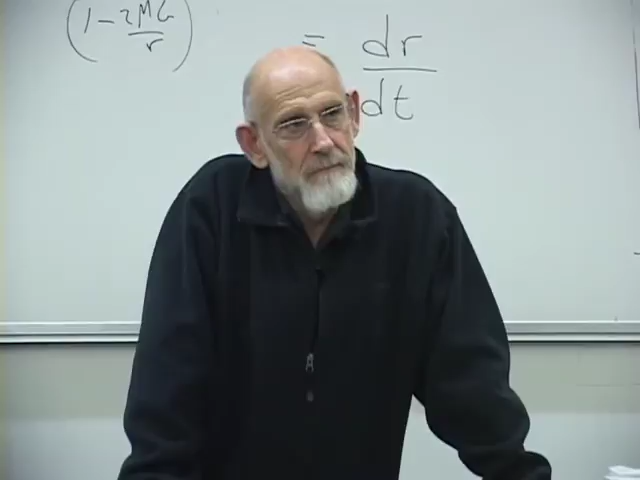 (1 - 2MG/r) = dr/dt